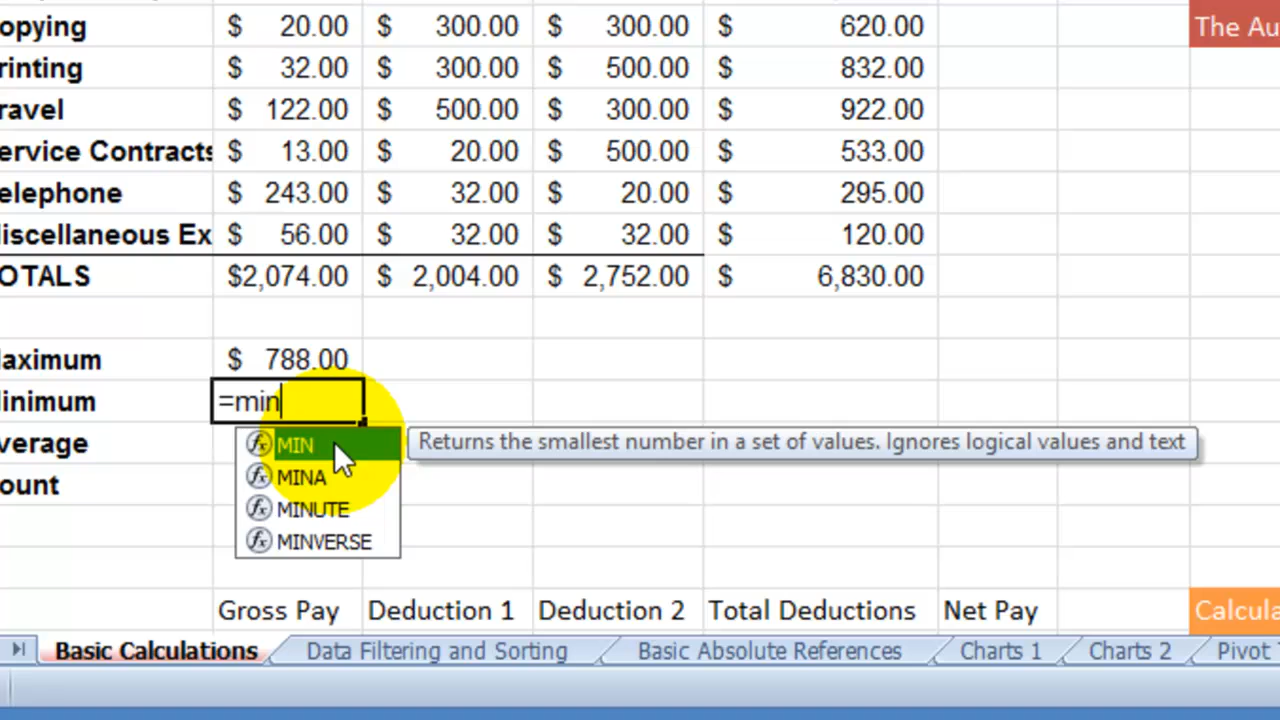 opying $ 20.00 $ 300.00 $ 300.00 $ 620.00 The Au
rinting $ 32.00 $ 300.00 $ 500.00 $ 832.00
ravel $ 122.00 $ 500.00 $ 300.00 $ 922.00
ervice Contracts $ 13.00 $ 20.00 $ 500.00 $ 533.00
elephone $ 243.00 $ 32.00 $ 20.00 $ 295.00
iscellaneous Ex $ 56.00 $ 32.00 $ 32.00 $ 120.00
OTALS $2,074.00 $ 2,004.00 $ 2,752.00 $ 6,830.00
aximum $ 788.00
inimum =min
verage MIN Returns the smallest number in a set of values. Ignores logical values and text
MINA
ount
MINUTE
MINVERSE
Gross Pay Deduction 1 Deduction 2 Total Deductions Net Pay Calcula
Basic Calculations Data Filtering and Sorting Basic Absolute References Charts 1 Charts 2 Pivot